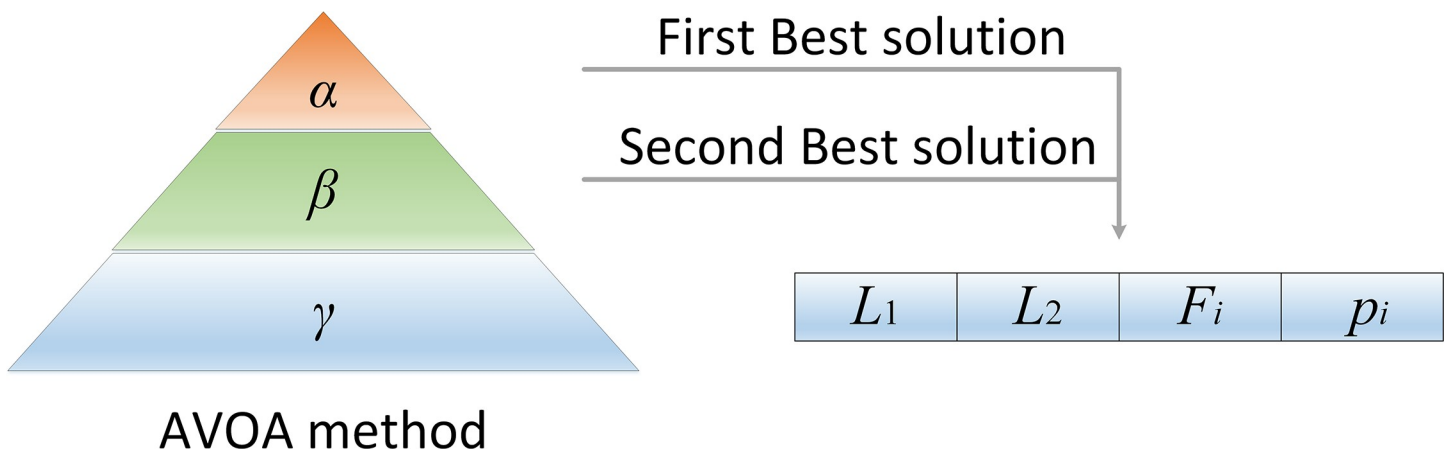 α
β
γ
AVOA method
First Best solution
Second Best solution
L1 L2 Fi pi